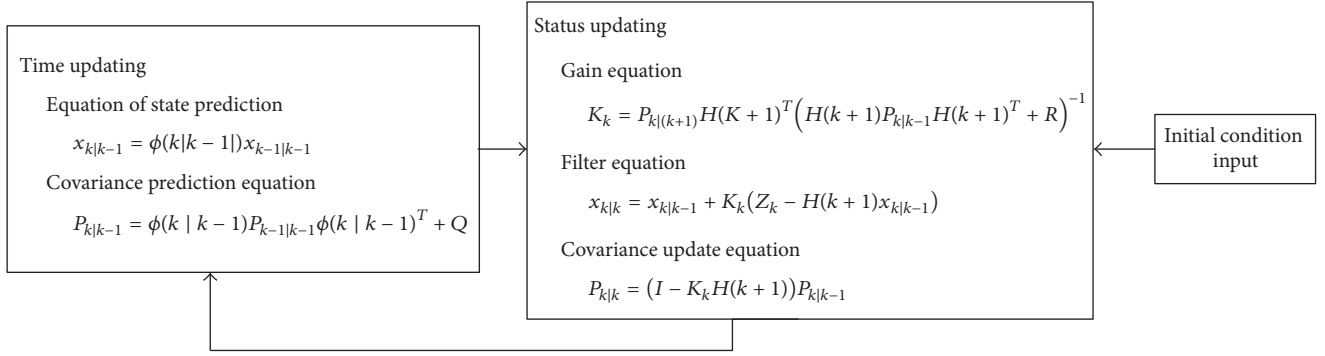 Time updating
Equation of state prediction
x_{k|k−1} = ϕ(k|k − 1|)x_{k−1|k−1}
Covariance prediction equation
P_{k|k−1} = ϕ(k | k − 1)P_{k−1|k−1}ϕ(k | k − 1)^T + Q
Status updating
Gain equation
K_k = P_{k|(k+1)}H(K + 1)^T(H(k + 1)P_{k|k−1}H(k + 1)^T + R)^{−1}
Filter equation
x_{k|k} = x_{k|k−1} + K_k(Z_k − H(k + 1)x_{k|k−1})
Covariance update equation
P_{k|k} = (I − K_kH(k + 1))P_{k|k−1}
Initial condition
input